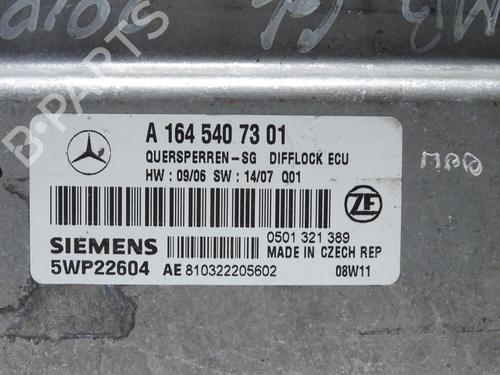 B-PARTS
A 164 540 73 01
QUERSPERREN-SG DIFFLOCK ECU
HW : 09/06 SW : 14/07 Q01
ZF
SIEMENS
0501 321 389
MADE IN CZECH REP
5WP22604 AE 810322205602 08W11